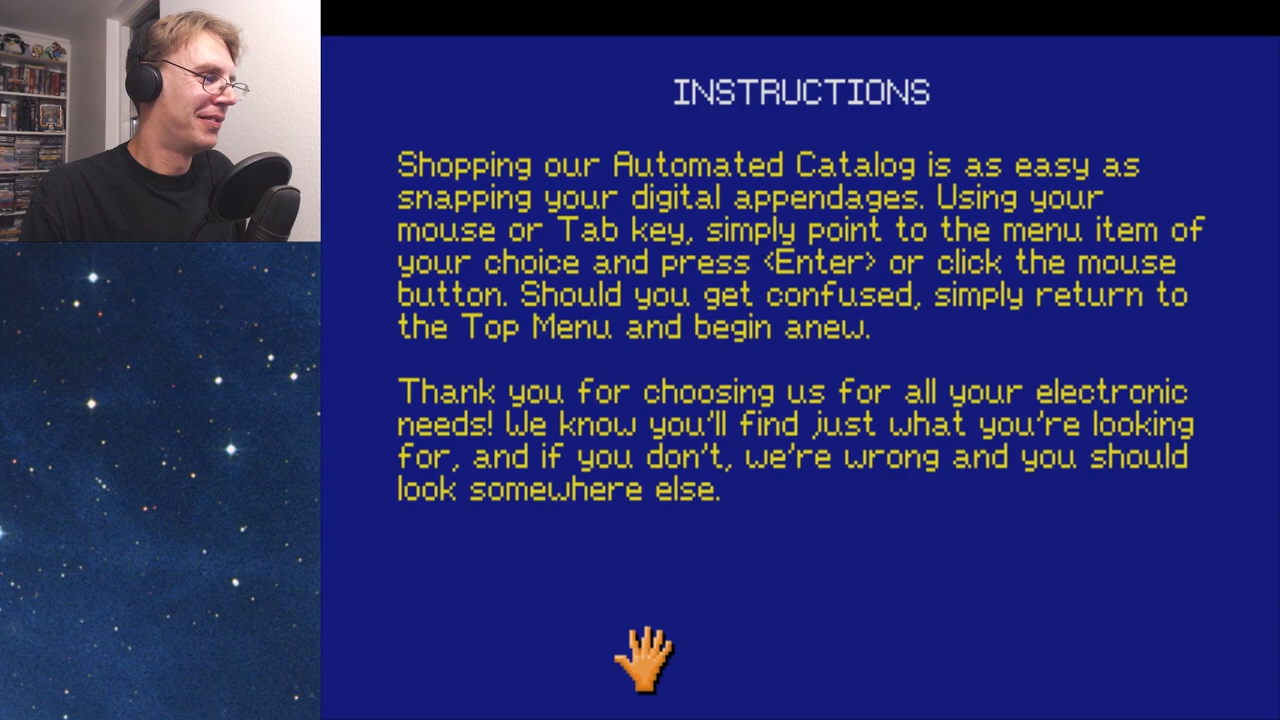 INSTRUCTIONS
Shopping our Automated Catalog is as easy as
snapping your digital appendages. Using your
mouse or Tab key, simply point to the menu item of
your choice and press <Enter> or click the mouse
button. Should you get confused, simply return to
the Top Menu and begin anew.
Thank you for choosing us for all your electronic
needs! We know you'll find just what you're looking
for, and if you don't, we're wrong and you should
look somewhere else.